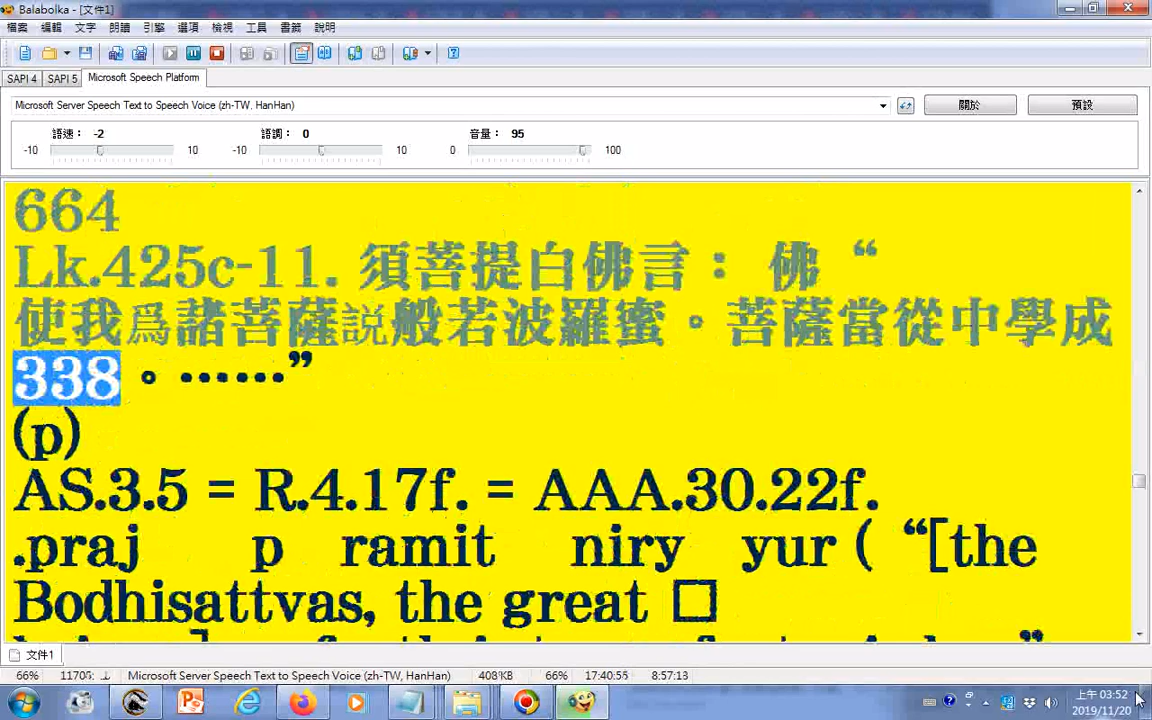 Balabolka - [文件1]
檔案 編輯 文字 朗讀 引擎 選項 檢視 工具 書籤 說明
SAPI 4 SAPI 5 Microsoft Speech Platform
Microsoft Server Speech Text to Speech Voice (zh-TW, HanHan) 關於 預設
語速： -2 語調： 0 音量： 95
-10 10 -10 10 0 100
664
Lk.425c-11. 須菩提白佛言： 佛“
使我爲諸菩薩説般若波羅蜜。菩薩當從中學成
338。⋯⋯”
(p)
AS.3.5 = R.4.17f. = AAA.30.22f.
.praj p ramit niry yur ( “[the
Bodhisattvas, the great □
文件1
66% Microsoft Server Speech Text to Speech Voice (zh-TW, HanHan) 408 KB 66% 17:40:55 8:57:13
上午 03:52
2019/11/20